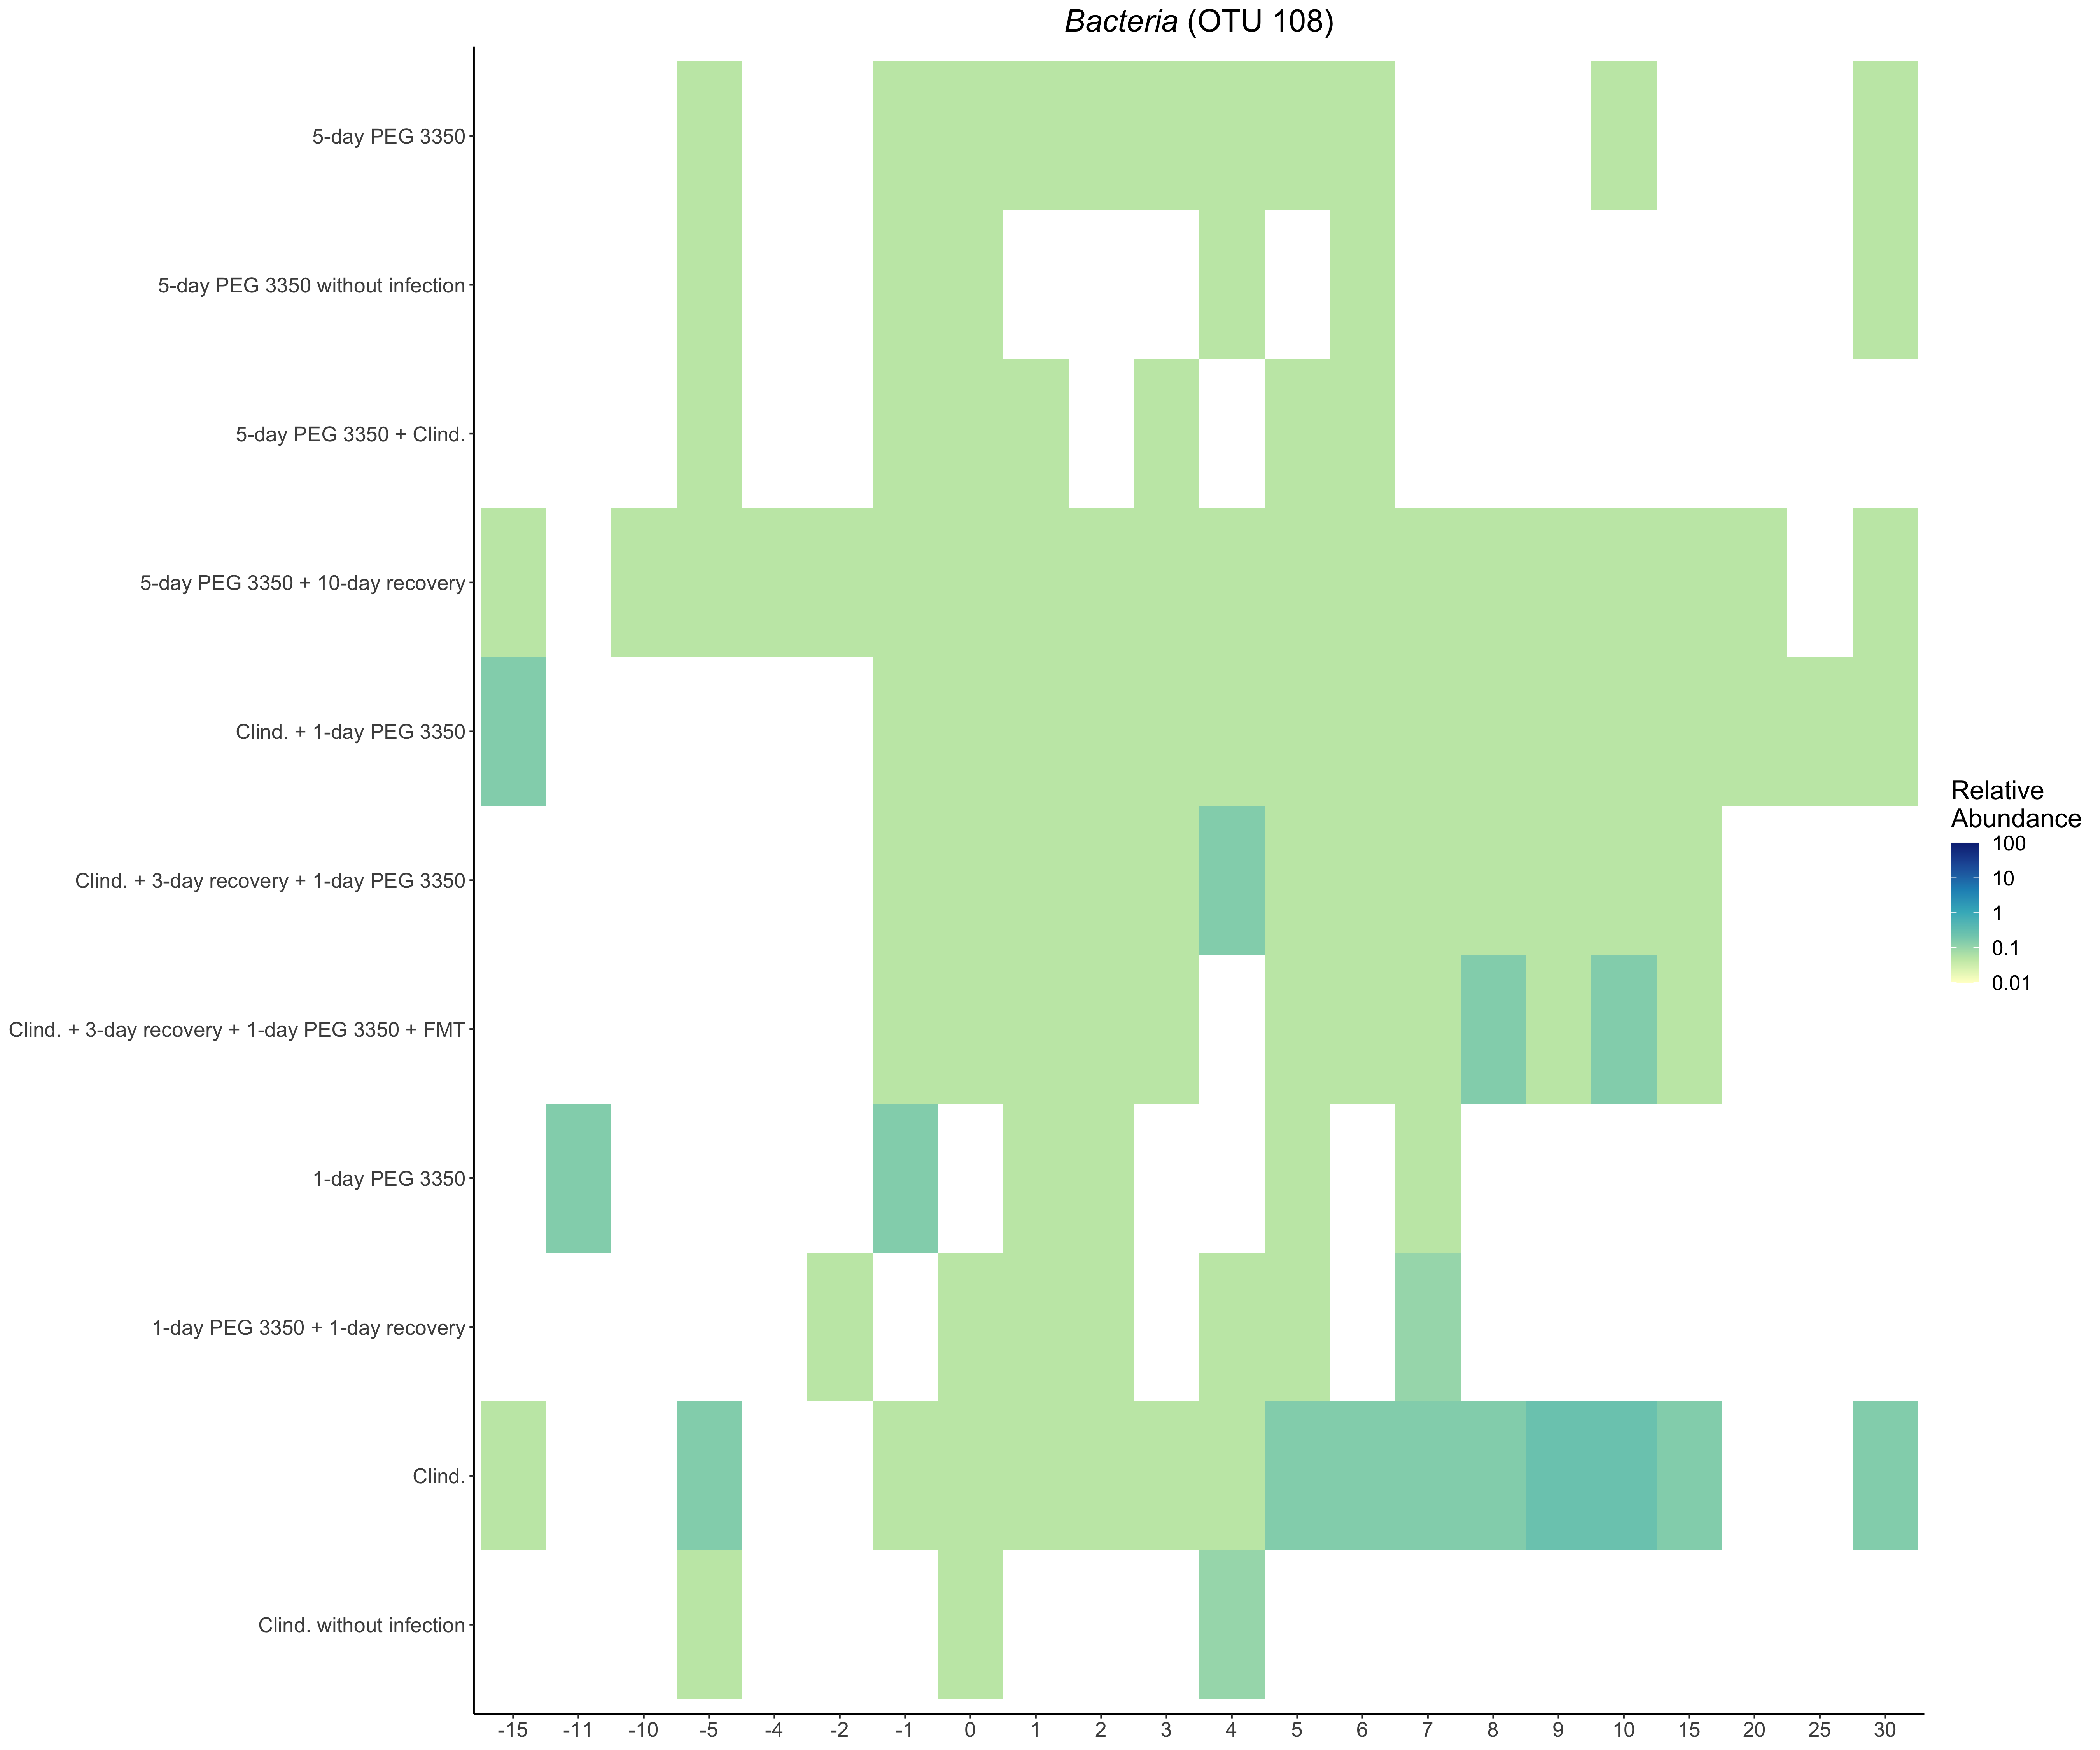 Bacteria (OTU 108)
5-day PEG 3350
5-day PEG 3350 without infection
5-day PEG 3350 + Clind.
5-day PEG 3350 + 10-day recovery
Clind. + 1-day PEG 3350
Clind. + 3-day recovery + 1-day PEG 3350
Clind. + 3-day recovery + 1-day PEG 3350 + FMT
1-day PEG 3350
1-day PEG 3350 + 1-day recovery
Clind.
Clind. without infection
-15 -11 -10 -5 -4 -2 -1 0 1 2 3 4 5 6 7 8 9 10 15 20 25 30
Relative
Abundance
100
10
1
0.1
0.01